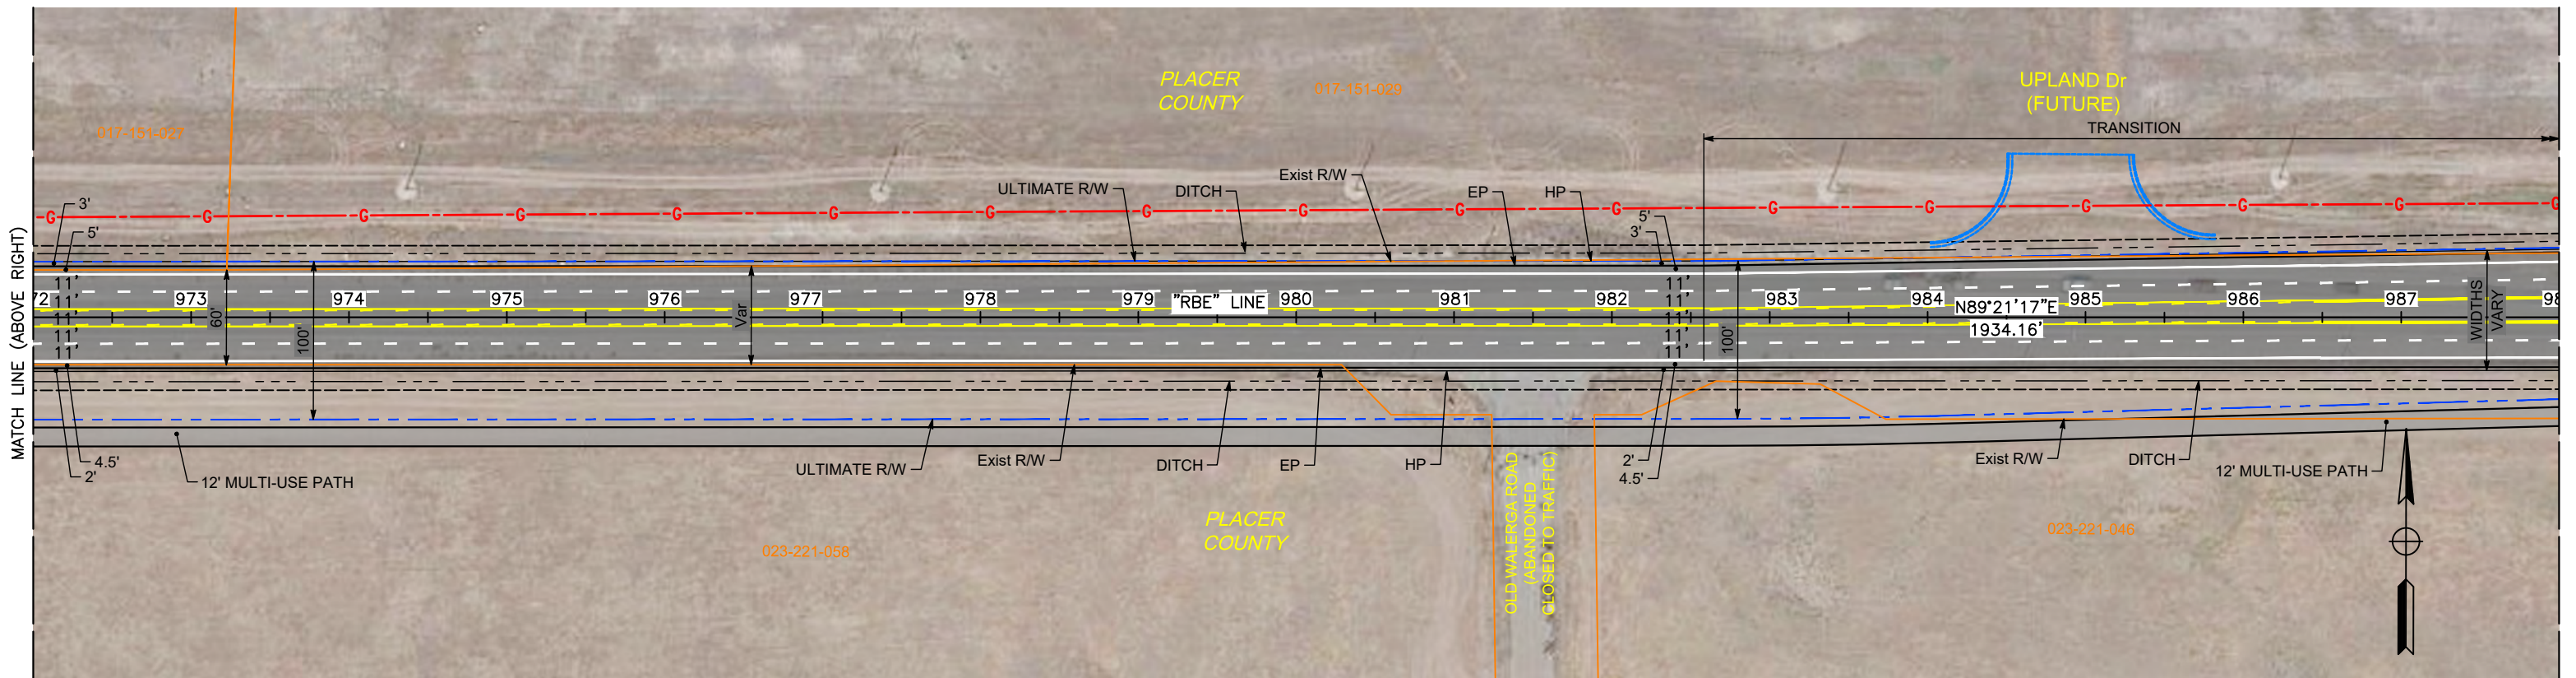 PLACER
COUNTY
017-151-029
UPLAND Dr
(FUTURE)
TRANSITION
017-151-027
ULTIMATE R/W
DITCH
Exist R/W
EP
HP
3'
5'
5'
3'
G G G G G G G G G G G G G G G G G
MATCH LINE (ABOVE RIGHT)
11'
11'
11'
11'
60'
100'
Var
11'
11'
11'
11'
100'
WIDTHS
VARY
72 973 974 975 976 977 978 979 "RBE" LINE 980 981 982 983 984 985 986 987 98
N89°21'17"E
1934.16'
4.5'
2'
12' MULTI-USE PATH
ULTIMATE R/W
Exist R/W
DITCH
EP
HP
2'
4.5'
Exist R/W
DITCH
12' MULTI-USE PATH
OLD WALERGA ROAD
(ABANDONED
CLOSED TO TRAFFIC)
PLACER
COUNTY
023-221-058
023-221-046